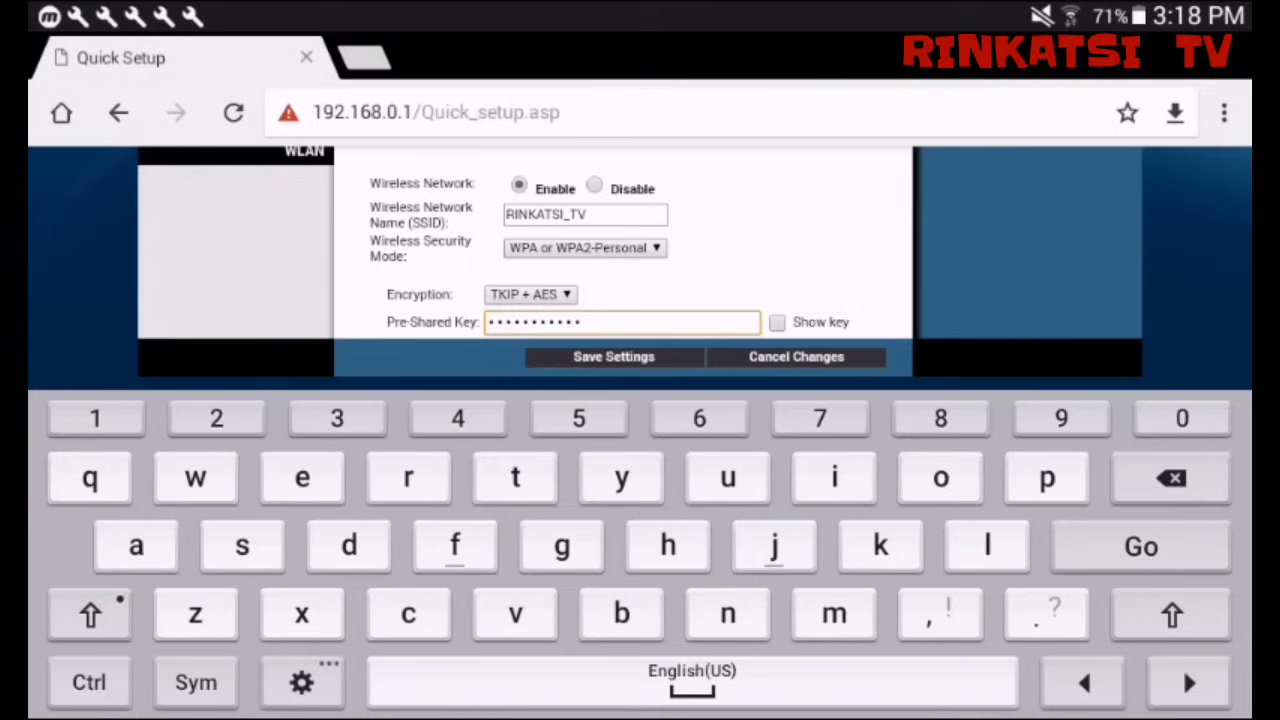 71% 3:18 PM
RINKATSI TV
Quick Setup
192.168.0.1/Quick_setup.asp
WLAN
Wireless Network: Enable Disable
Wireless Network
Name (SSID): RINKATSI_TV
Wireless Security
Mode: WPA or WPA2-Personal
Encryption: TKIP + AES
Pre-Shared Key: ••••••••••• Show key
Save Settings Cancel Changes
1 2 3 4 5 6 7 8 9 0
q w e r t y u i o p
a s d f g h j k l Go
z x c v b n m , ! . ?
Ctrl Sym English(US)